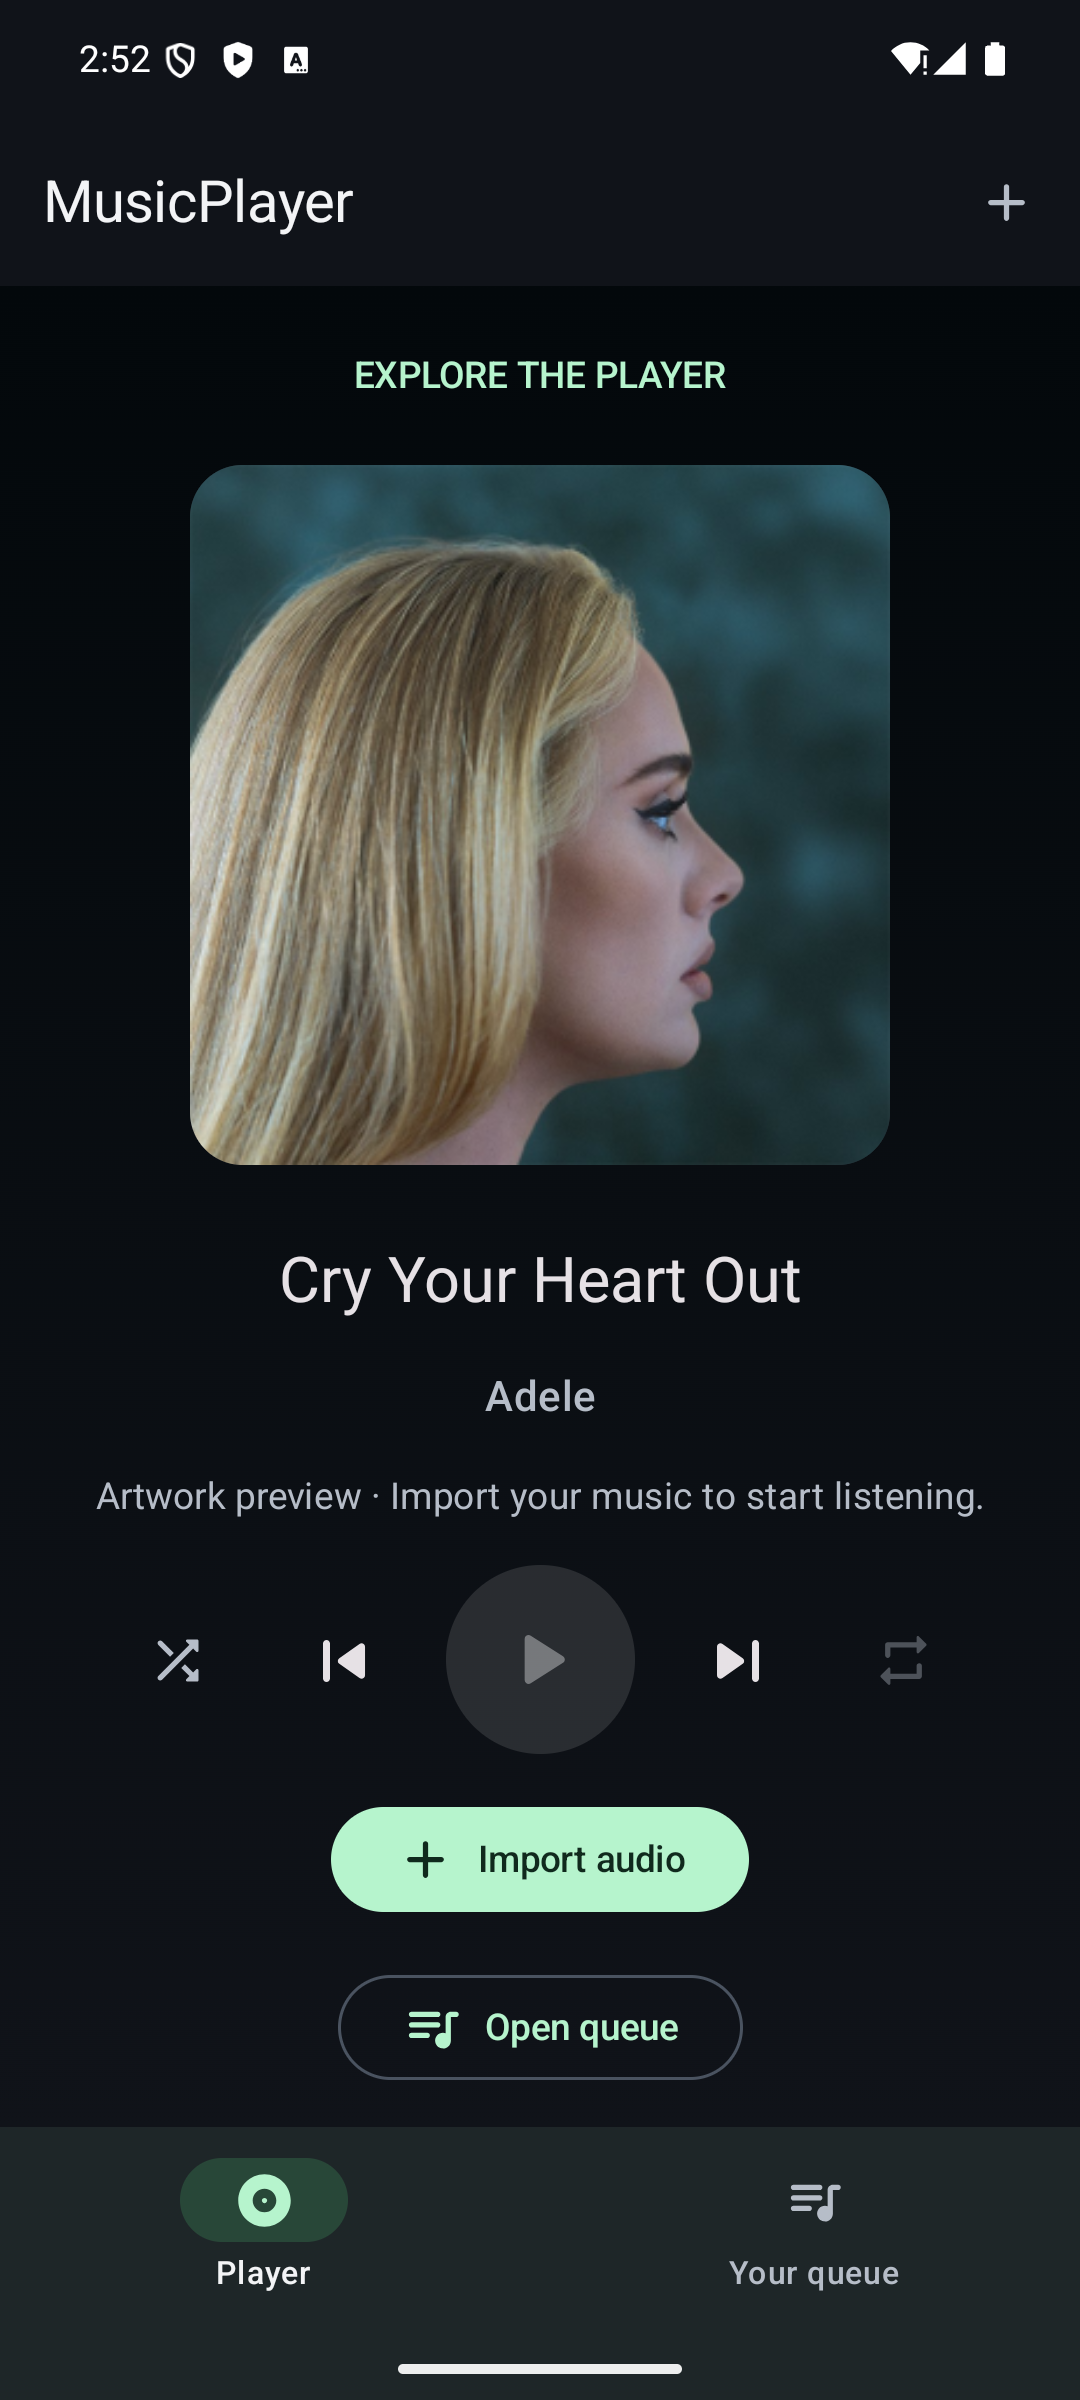 2:52
MusicPlayer
EXPLORE THE PLAYER
Cry Your Heart Out
Adele
Artwork preview · Import your music to start listening.
Import audio
Open queue
Player
Your queue